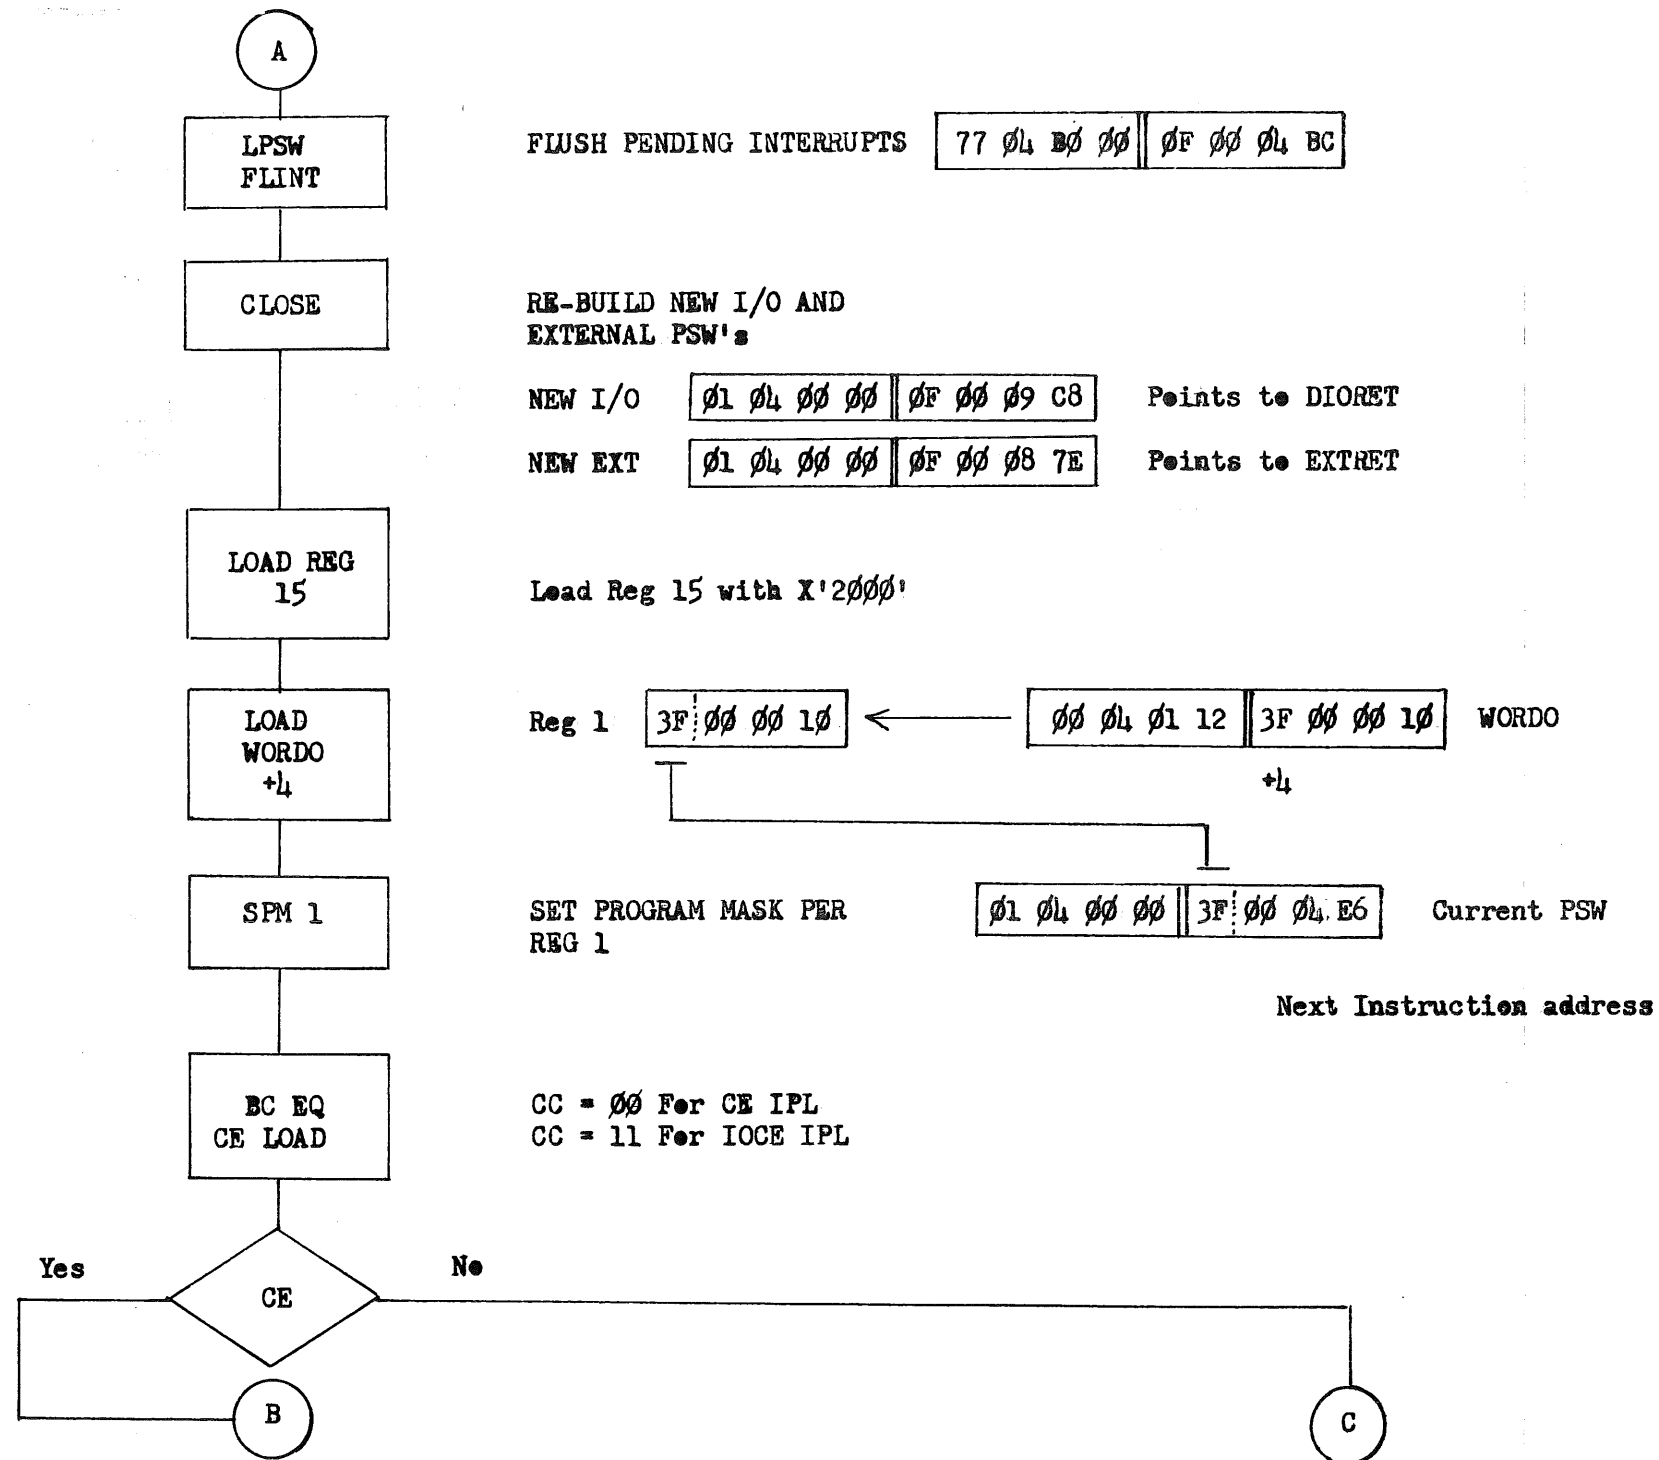 A
LPSW
FLINT
FLUSH PENDING INTERRUPTS
77 Ø4 BØ ØØ ØF ØØ Ø4 BC
CLOSE
RE-BUILD NEW I/O AND
EXTERNAL PSW's
NEW I/O
Ø1 Ø4 ØØ ØØ ØF ØØ Ø9 C8
Points to DIORET
NEW EXT
Ø1 Ø4 ØØ ØØ ØF ØØ Ø8 7E
Points to EXTRET
LOAD REG
15
Load Reg 15 with X'2ØØØ'
LOAD
WORDO
+4
Reg 1
3F ØØ ØØ 1Ø
ØØ Ø4 Ø1 12 3F ØØ ØØ 1Ø
WORDO
+4
SPM 1
SET PROGRAM MASK PER
REG 1
Ø1 Ø4 ØØ ØØ 3F ØØ Ø4 E6
Current PSW
Next Instruction address
BC EQ
CE LOAD
CC = ØØ For CE IPL
CC = 11 For IOCE IPL
Yes
No
CE
B
C